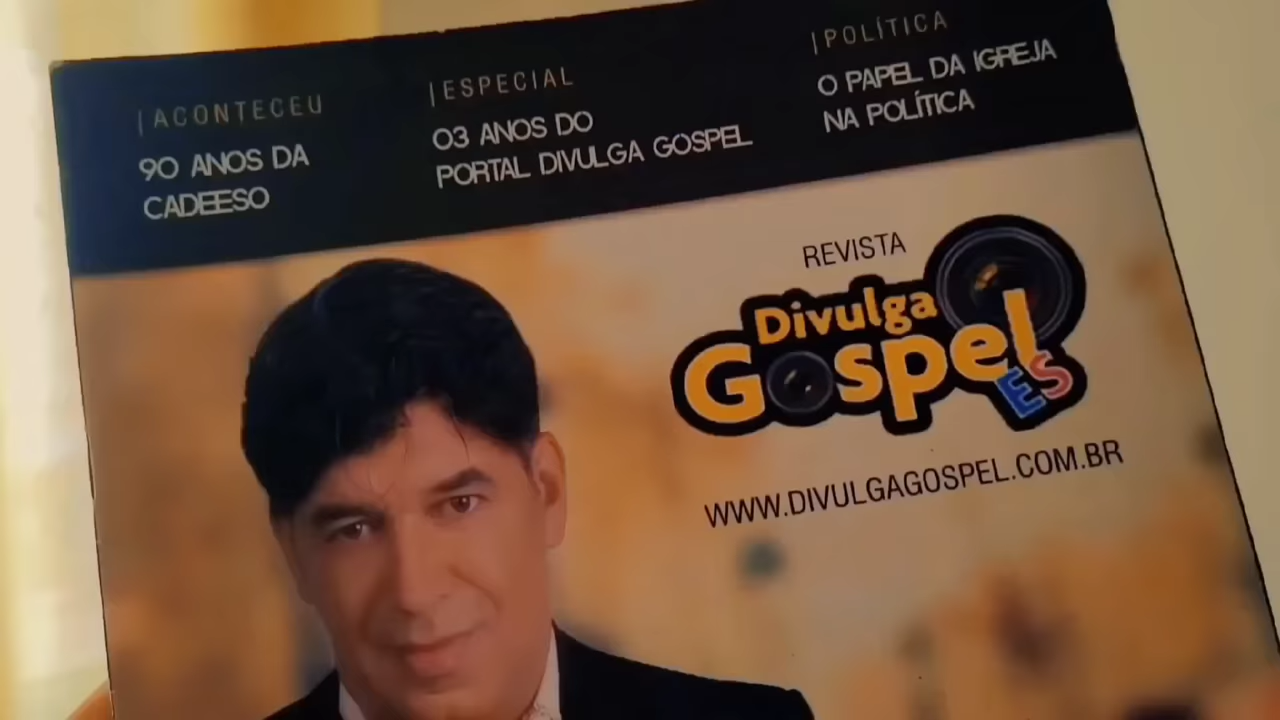 |ACONTECEU
90 ANOS DA
CADEEESO
|ESPECIAL
03 ANOS DO
PORTAL DIVULGA GOSPEL
|POLÍTICA
O PAPEL DA IGREJA
NA POLÍTICA
REVISTA
Divulga
Gospel
ES
WWW.DIVULGAGOSPEL.COM.BR